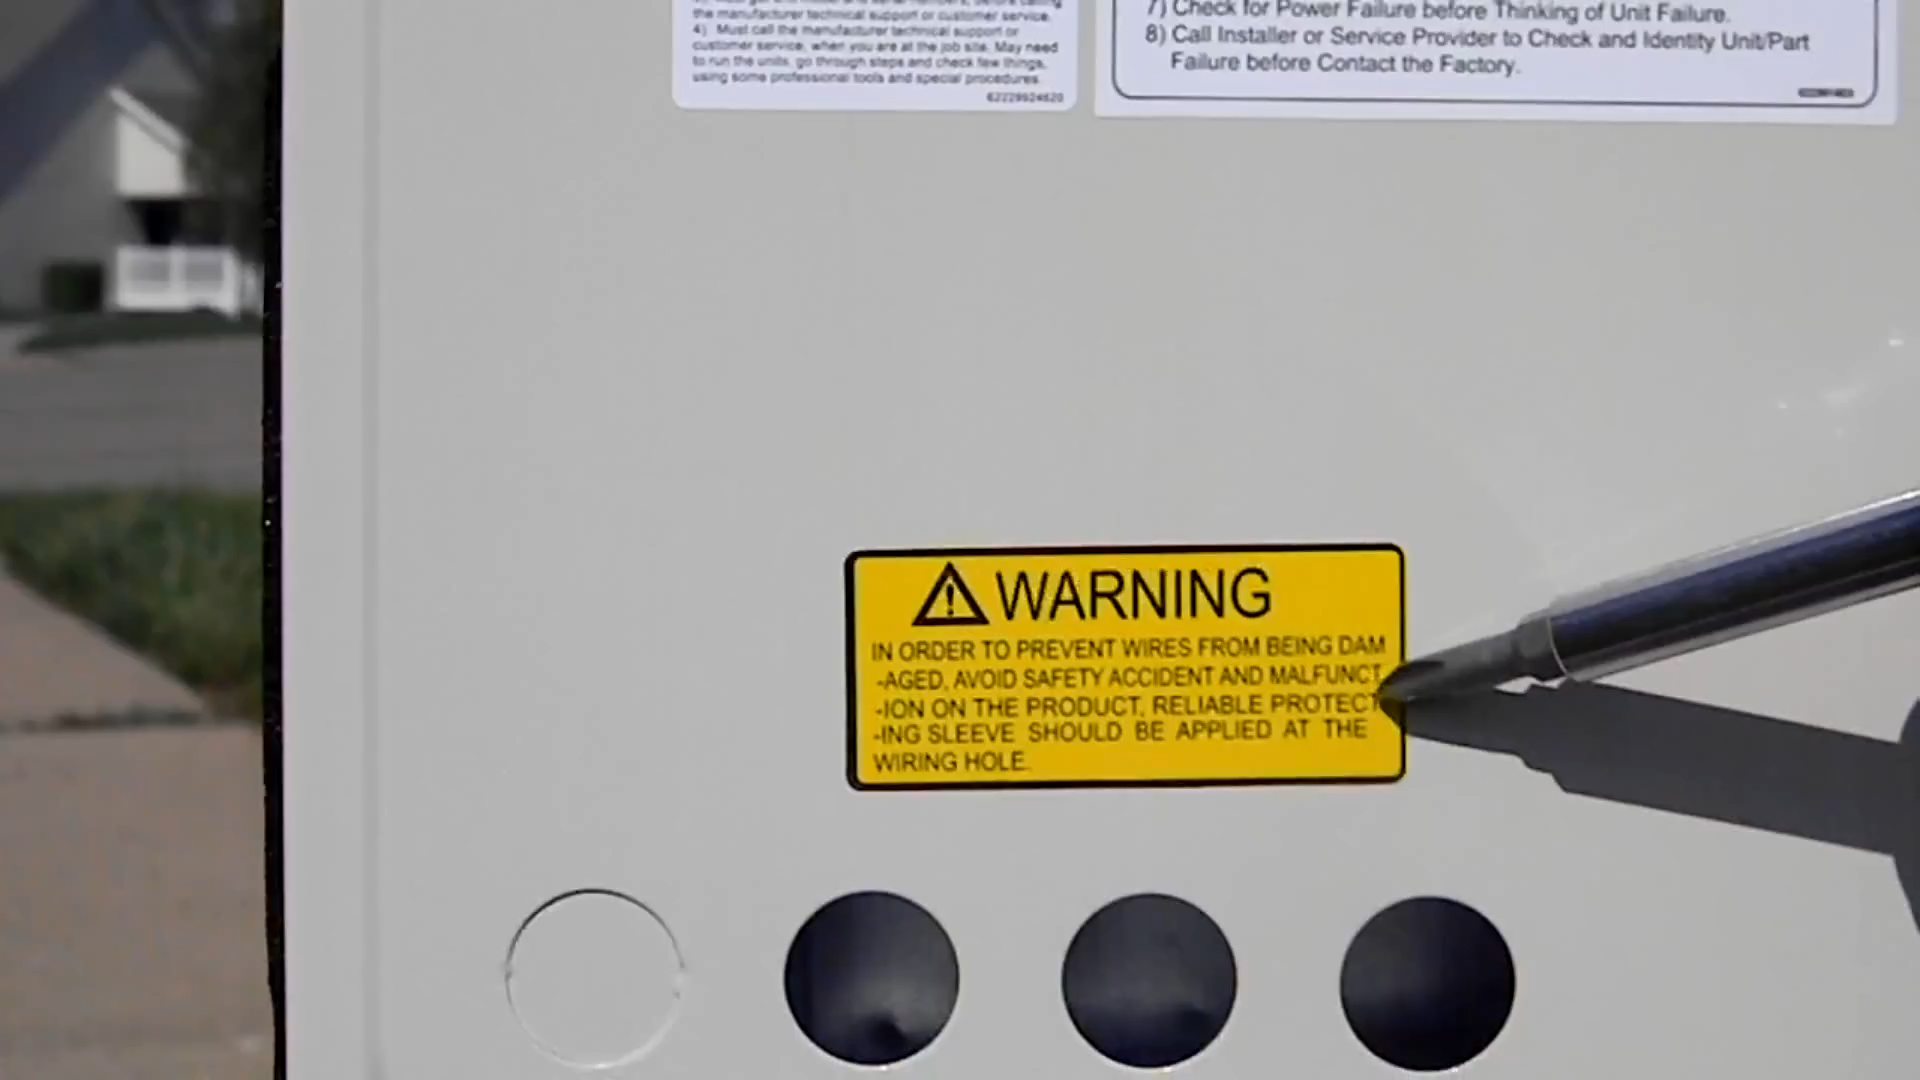 the manufacturer technical support or customer service.
4) Must call the manufacturer technical support or
customer service, when you are at the job site. May need
to run the units, go through steps and check few things,
using some professional tools and special procedures.
7) Check for Power Failure before Thinking of Unit Failure.
8) Call Installer or Service Provider to Check and Identity Unit/Part
Failure before Contact the Factory.
WARNING
IN ORDER TO PREVENT WIRES FROM BEING DAM
-AGED, AVOID SAFETY ACCIDENT AND MALFUNCT
-ION ON THE PRODUCT, RELIABLE PROTECT
-ING SLEEVE SHOULD BE APPLIED AT THE
WIRING HOLE.